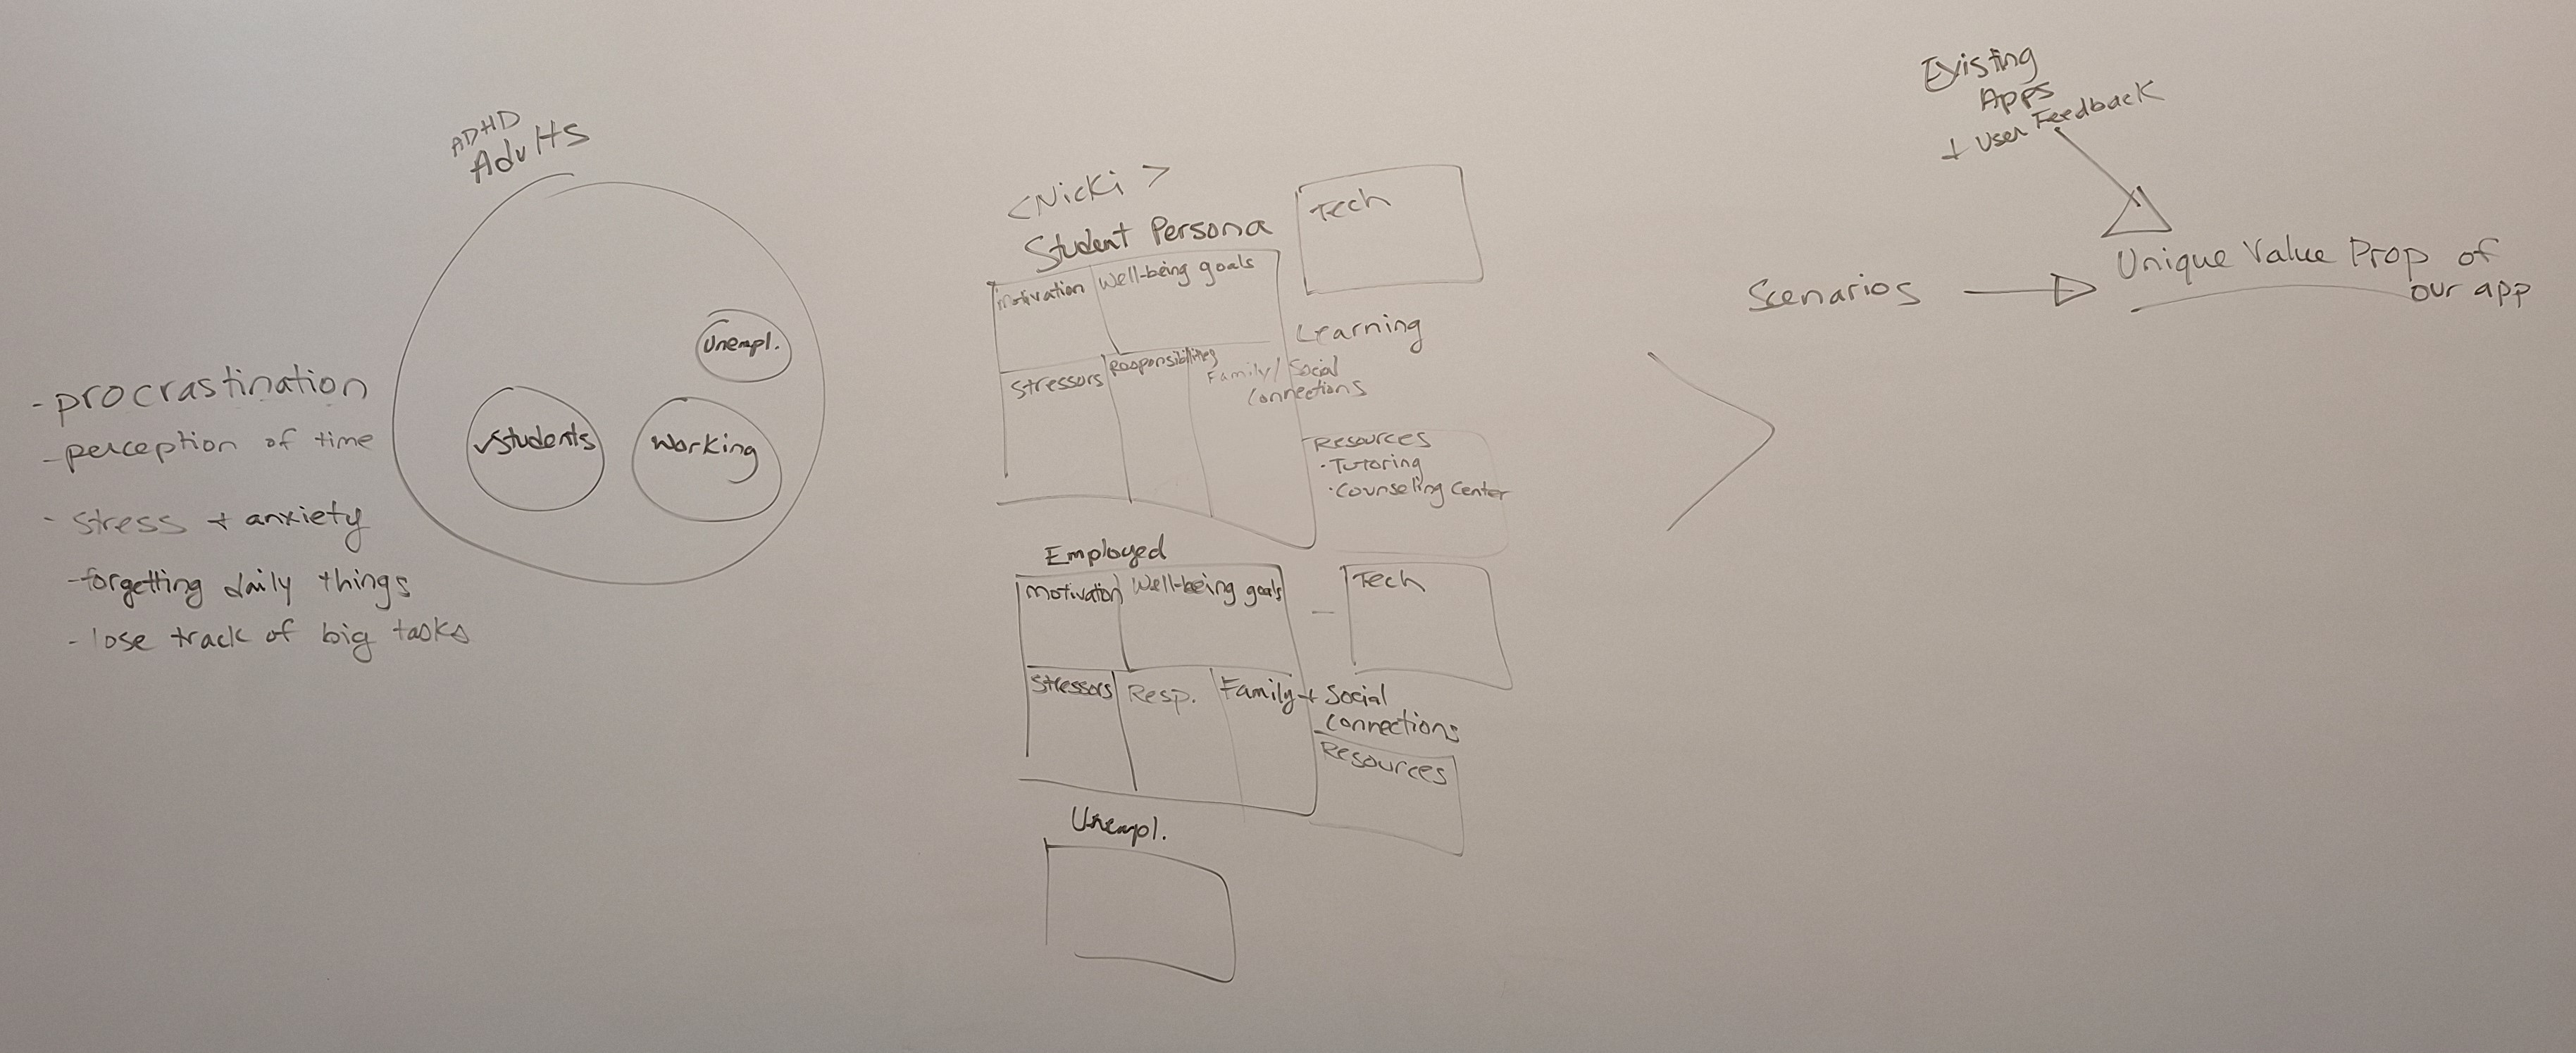 ADHD
Adults
Unempl.
✓Students
Working
- procrastination
- perception of time
- stress + anxiety
- forgetting daily things
- lose track of big tasks
<Nicki>
Student Persona
Tech
Motivation
Well-being goals
Learning
Stressors
Responsibilities
Family/Social
Connections
Resources
• Tutoring
• Counseling Center
Employed
Motivation
Well-being goals
Tech
Stressors
Resp.
Family + Social
Connections
Resources
Unempl.
Existing
Apps
+ User Feedback
Scenarios
Unique Value Prop of
our app